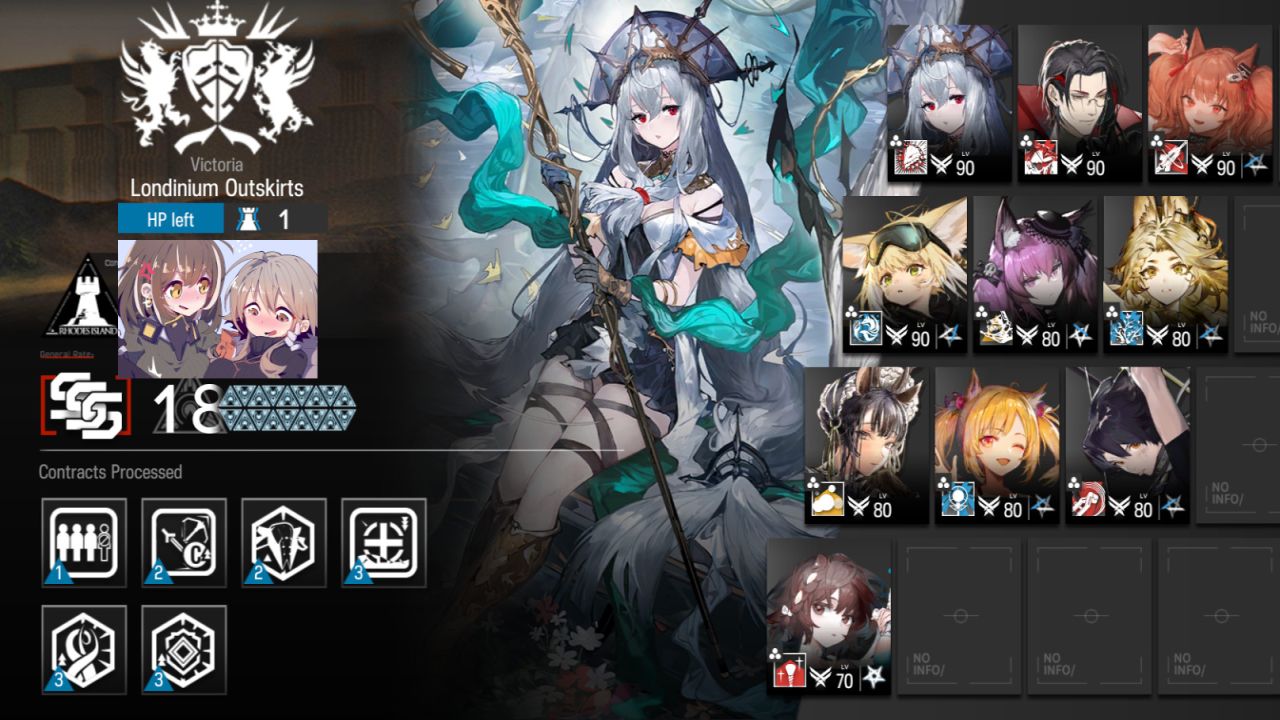 Victoria
Londinium Outskirts
HP left
1
RHODES ISLAND
General Rate:
SSG
18
Contracts Processed
1
2
2
C
3
3
3
LV
90
LV
90
LV
90
LV
90
LV
80
LV
80
NO
INFO/
LV
80
LV
80
LV
80
NO
INFO/
LV
70
NO
INFO/
NO
INFO/
NO
INFO/